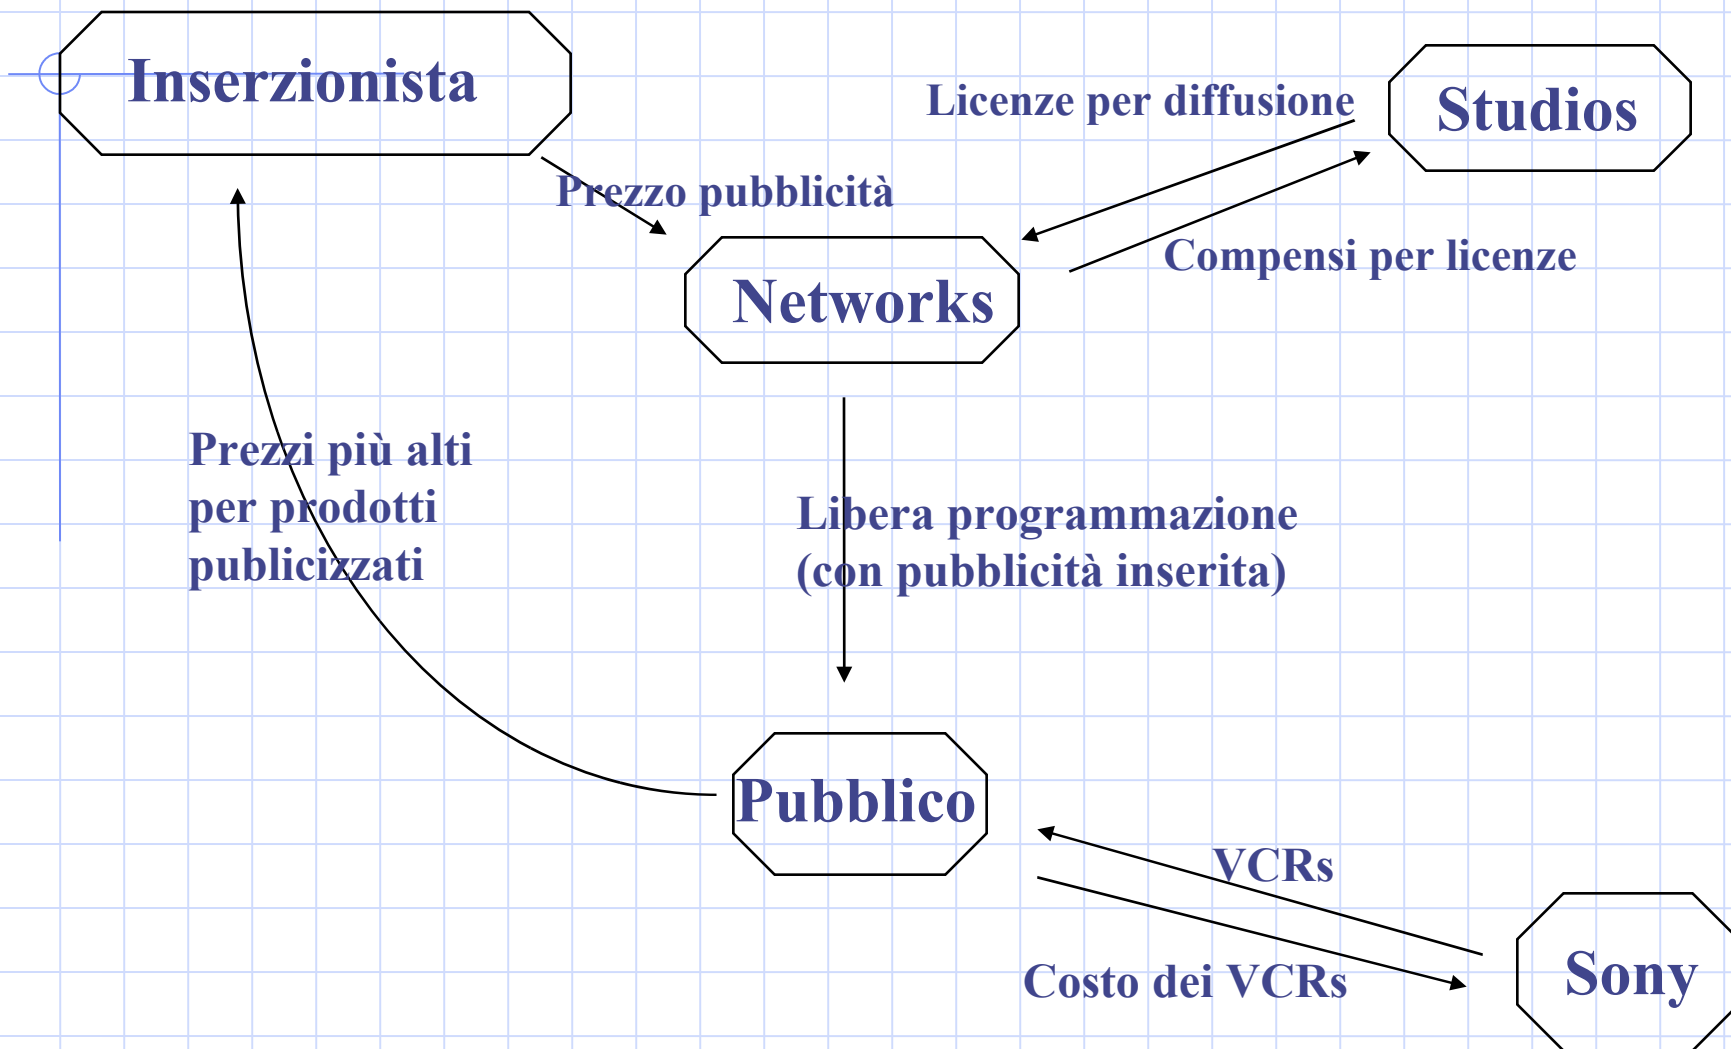 Inserzionista
Licenze per diffusione
Studios
Prezzo pubblicità
Compensi per licenze
Networks
Prezzi più alti
per prodotti
publicizzati
Libera programmazione
(con pubblicità inserita)
Pubblico
VCRs
Costo dei VCRs
Sony